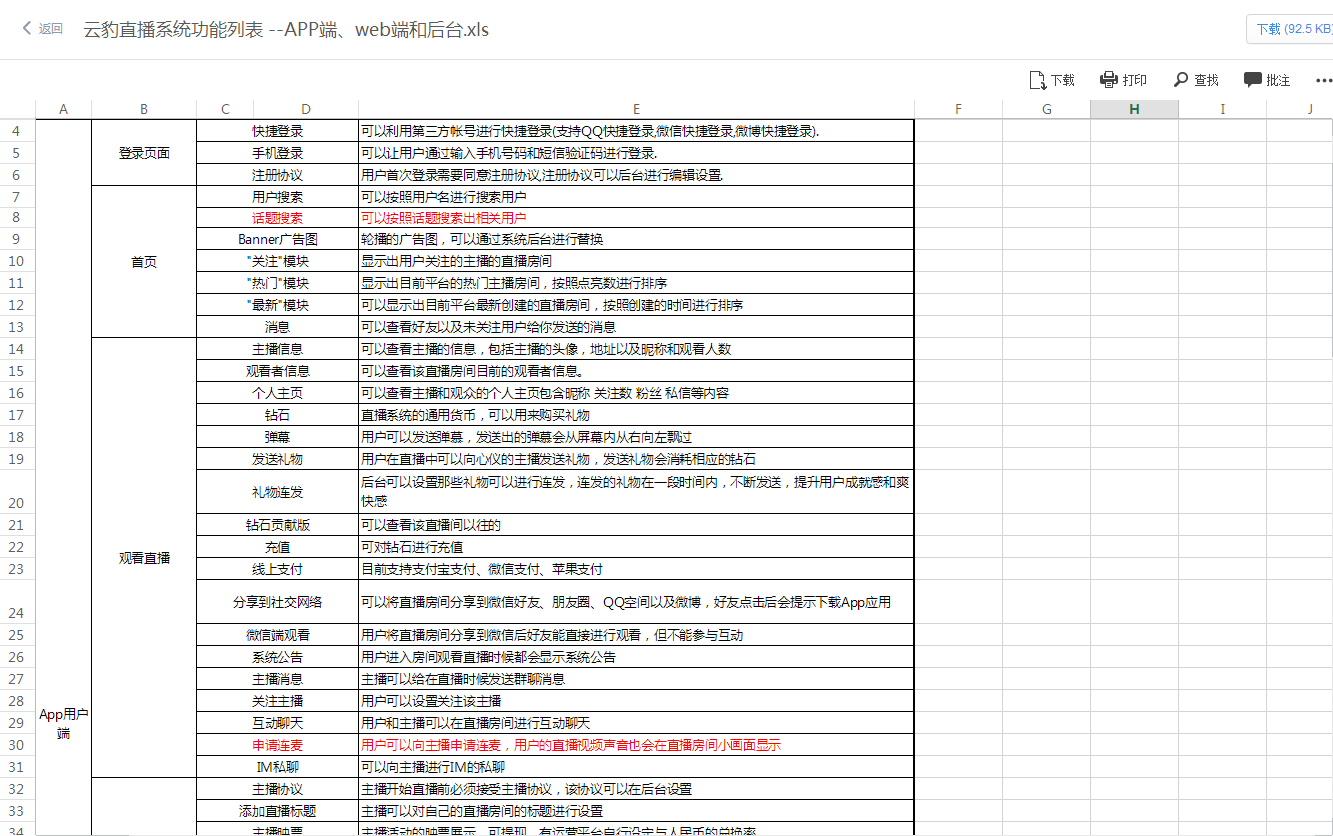 返回 云豹直播系统功能列表 --APP端、web端和后台.xls 下载 (92.5 KB)
下载 打印 查找 批注
A B C D E F G H I J
4 快捷登录 可以利用第三方帐号进行快捷登录(支持QQ快捷登录,微信快捷登录,微博快捷登录).
5 登录页面 手机登录 可以让用户通过输入手机号码和短信验证码进行登录.
6 注册协议 用户首次登录需要同意注册协议,注册协议可以后台进行编辑设置.
7 用户搜索 可以按照用户名进行搜索用户
8 话题搜索 可以按照话题搜索出相关用户
9 Banner广告图 轮播的广告图，可以通过系统后台进行替换
10 首页 "关注"模块 显示出用户关注的主播的直播房间
11 "热门"模块 显示出目前平台的热门主播房间，按照点亮数进行排序
12 "最新"模块 可以显示出目前平台最新创建的直播房间，按照创建的时间进行排序
13 消息 可以查看好友以及未关注用户给你发送的消息
14 主播信息 可以查看主播的信息，包括主播的头像，地址以及昵称和观看人数
15 观看者信息 可以查看该直播房间目前的观看者信息。
16 个人主页 可以查看主播和观众的个人主页包含昵称 关注数 粉丝 私信等内容
17 钻石 直播系统的通用货币，可以用来购买礼物
18 弹幕 用户可以发送弹幕，发送出的弹幕会从屏幕内从右向左飘过
19 发送礼物 用户在直播中可以向心仪的主播发送礼物，发送礼物会消耗相应的钻石
20 礼物连发 后台可以设置那些礼物可以进行连发，连发的礼物在一段时间内，不断发送，提升用户成就感和爽
快感
21 钻石贡献版 可以查看该直播间以往的
22 充值 可对钻石进行充值
23 观看直播 线上支付 目前支持支付宝支付、微信支付、苹果支付
24 分享到社交网络 可以将直播房间分享到微信好友、朋友圈、QQ空间以及微博，好友点击后会提示下载App应用
25 微信端观看 用户将直播房间分享到微信后好友能直接进行观看，但不能参与互动
26 系统公告 用户进入房间观看直播时候都会显示系统公告
27 主播消息 主播可以给在直播时候发送群聊消息
28 关注主播 用户可以设置关注该主播
29 App用户
端 互动聊天 用户和主播可以在直播房间进行互动聊天
30 申请连麦 用户可以向主播申请连麦，用户的直播视频声音也会在直播房间小画面显示
31 IM私聊 可以向主播进行IM的私聊
32 主播协议 主播开始直播前必须接受主播协议，该协议可以在后台设置
33 添加直播标题 主播可以对自己的直播房间的标题进行设置
34 主播映票 主播活动的映票展示，可提现，有运营平台自行设定与人民币的兑换率